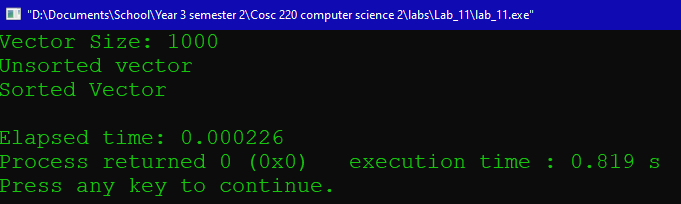 "D:\Documents\School\Year 3 semester 2\Cosc 220 computer science 2\labs\Lab_11\lab_11.exe"
Vector Size: 1000
Unsorted vector
Sorted Vector
Elapsed time: 0.000226
Process returned 0 (0x0)   execution time : 0.819 s
Press any key to continue.